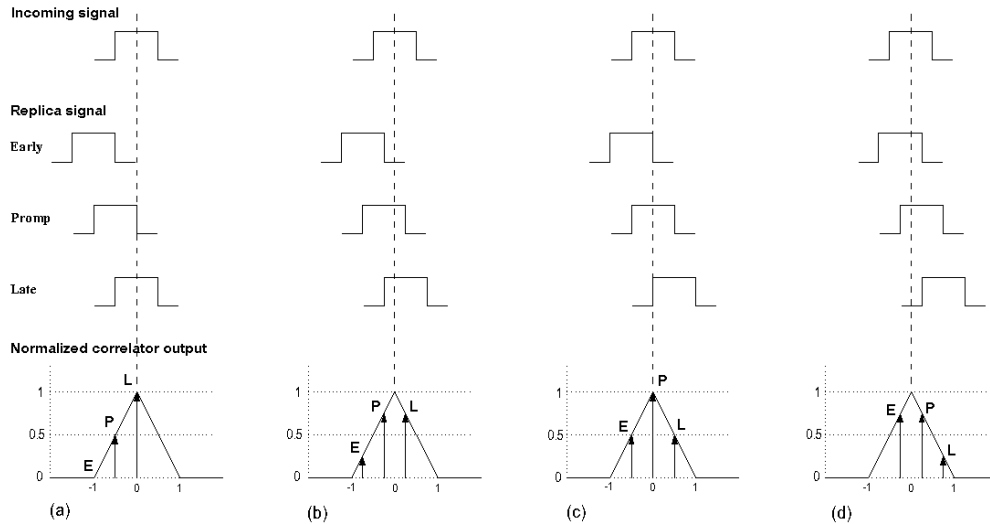 Incoming signal
Replica signal
Early
Promp
Late
Normalized correlator output
L
P
E
1
0.5
0
-1 0 1
(a)
P L
E
1
0.5
0
-1 0 1
(b)
P
E L
1
0.5
0
-1 0 1
(c)
E P
L
1
0.5
0
-1 0 1
(d)